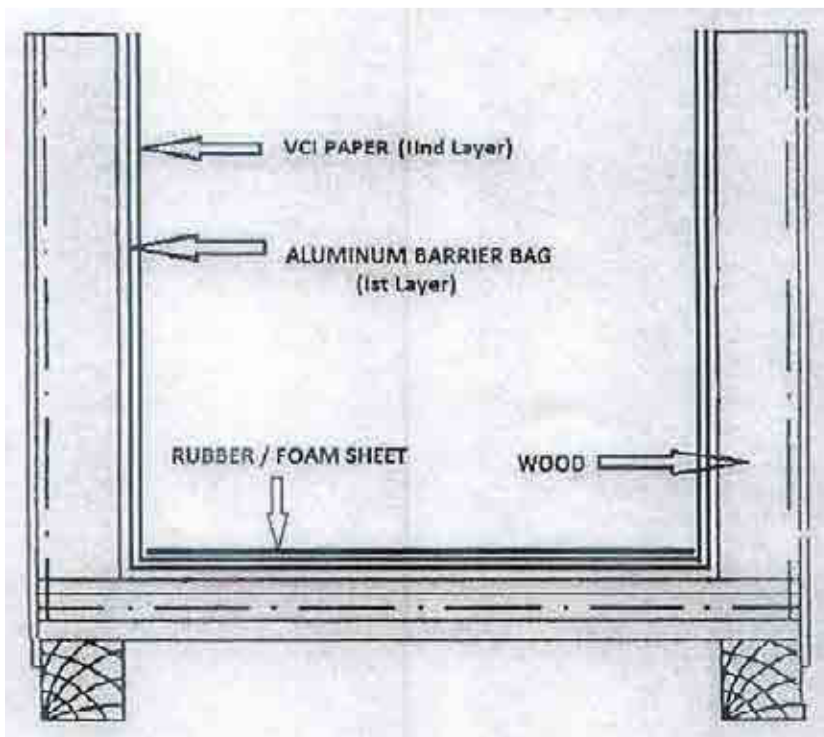 VCI PAPER (IInd Layer)
ALUMINUM BARRIER BAG
(Ist Layer)
RUBBER / FOAM SHEET
WOOD